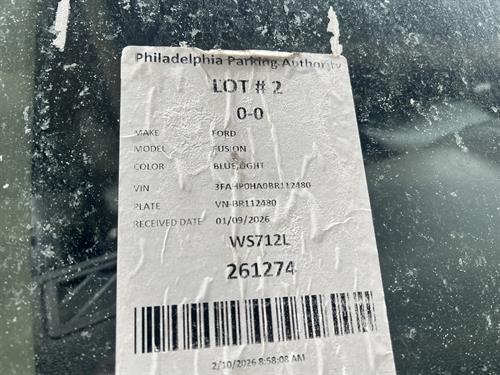 Philadelphia Parking Authority
LOT # 2
0-0
MAKE FORD
MODEL FUSION
COLOR BLUE,LIGHT
VIN 3FAHP0HA0BR112480
PLATE VN-BR112480
RECEIVED DATE 01/09/2026
WS712L
261274
2/10/2026 8:58:08 AM